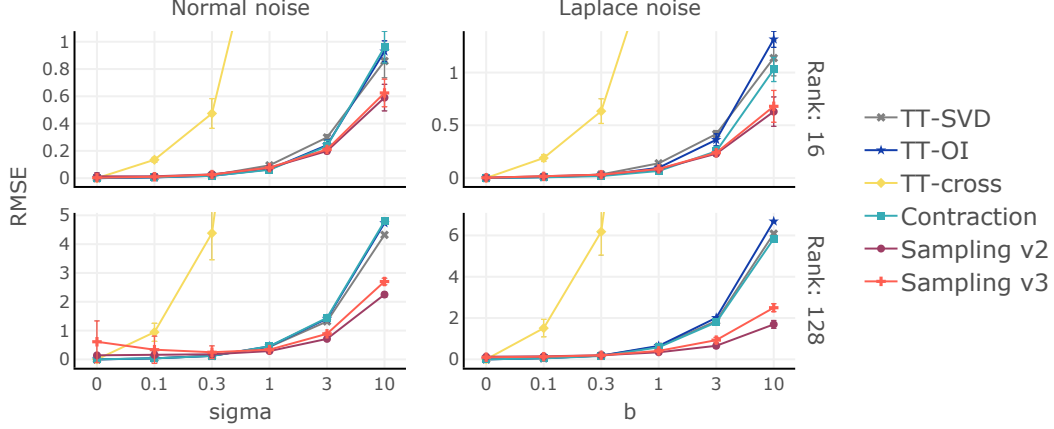 Normal noise
Laplace noise
RMSE
1
0.8
0.6
0.4
0.2
0
1
0.5
0
Rank: 16
5
4
3
2
1
0
6
4
2
0
Rank: 128
0 0.1 0.3 1 3 10
0 0.1 0.3 1 3 10
sigma
b
TT-SVD
TT-OI
TT-cross
Contraction
Sampling v2
Sampling v3